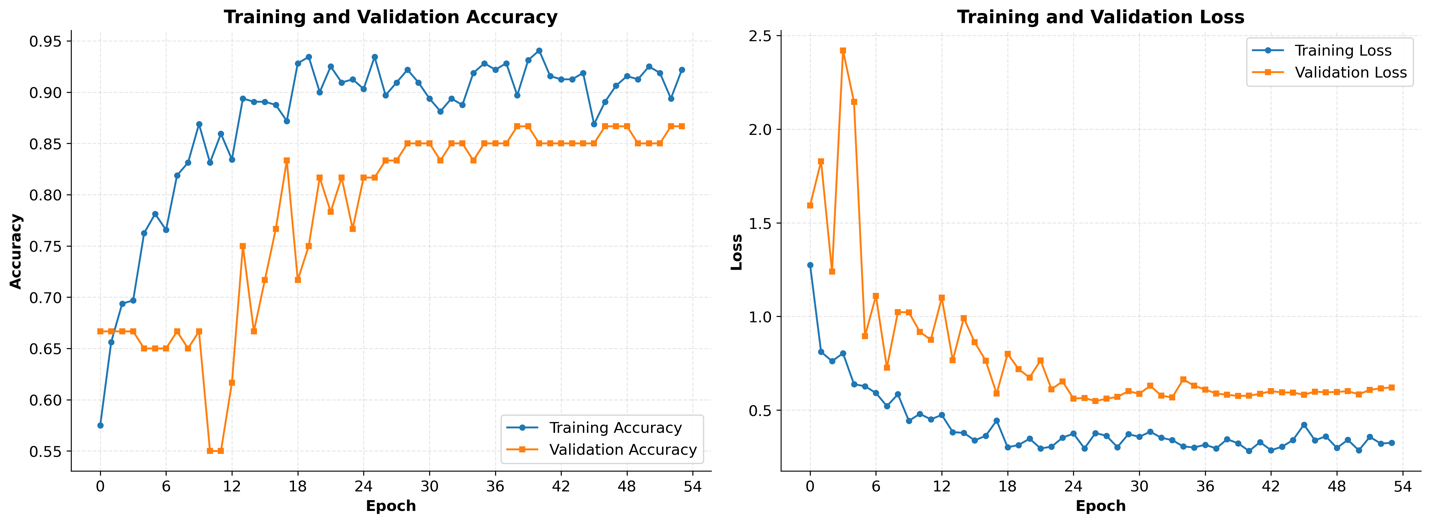 Training and Validation Accuracy
0.95
0.90
0.85
0.80
0.75
0.70
0.65
0.60
0.55
Accuracy
Training Accuracy
Validation Accuracy
0 6 12 18 24 30 36 42 48 54
Epoch
Training and Validation Loss
2.5
2.0
1.5
1.0
0.5
Loss
Training Loss
Validation Loss
0 6 12 18 24 30 36 42 48 54
Epoch